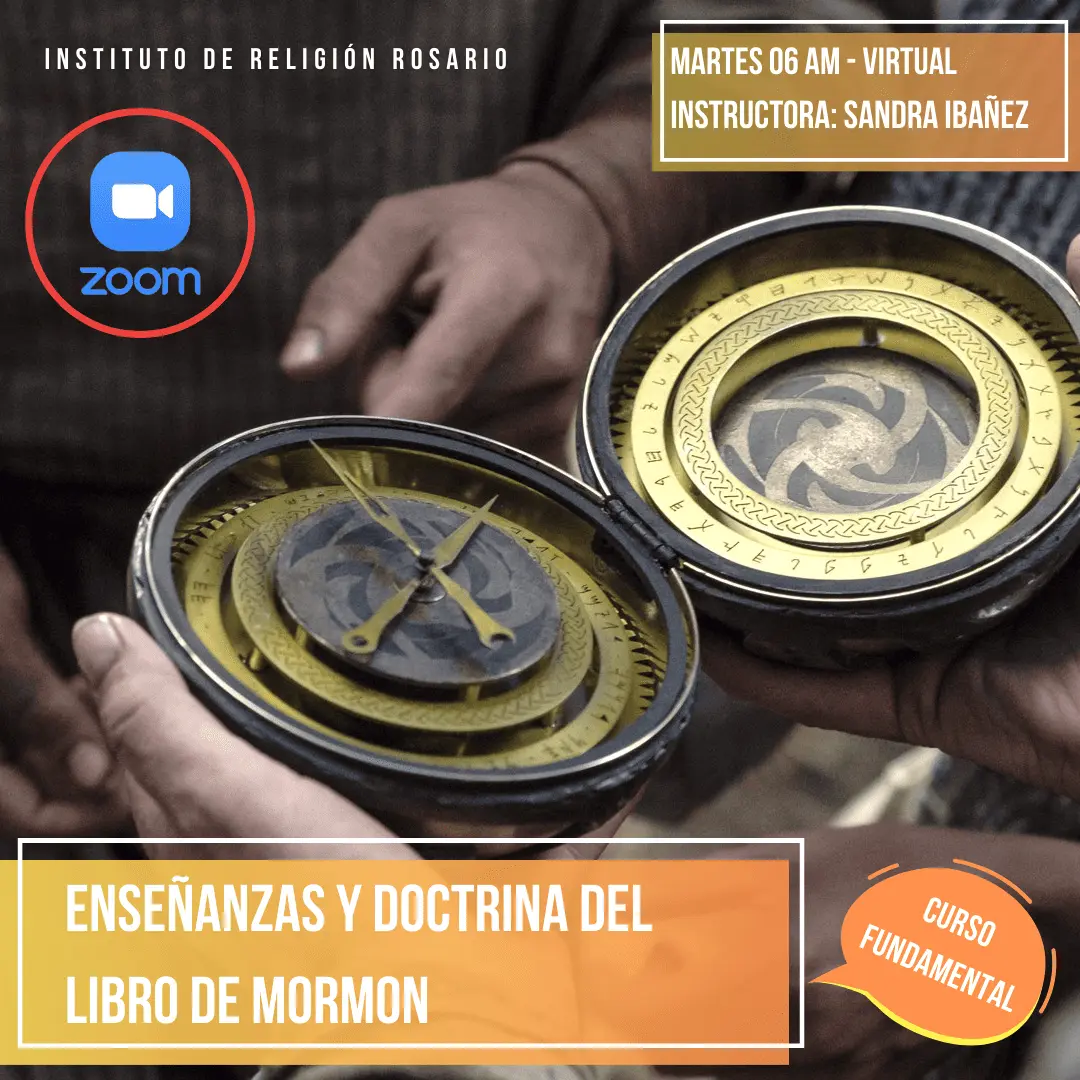 INSTITUTO DE RELIGIÓN ROSARIO
MARTES 06 AM - VIRTUAL
INSTRUCTORA: SANDRA IBAÑEZ
zoom
ENSEÑANZAS Y DOCTRINA DEL
LIBRO DE MORMON
CURSO
FUNDAMENTAL